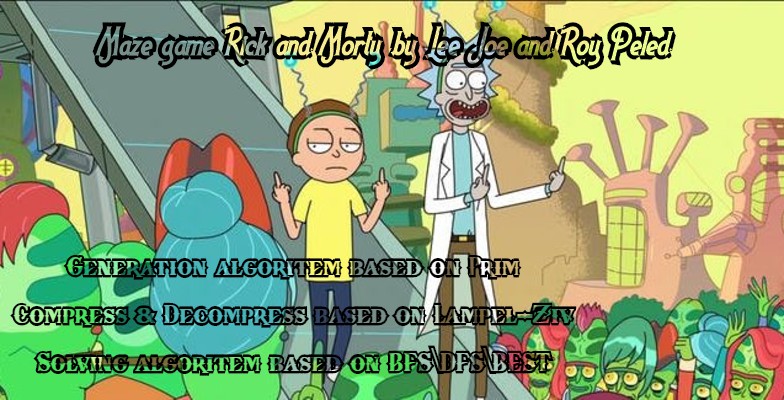 Maze game Rick and Morty by Lee Joe and Roy Peled
Generation algoritem based on Prim
Compress & Decompress based on Lampel-Ziv
Solving algoritem based on BFS\DFS\BEST